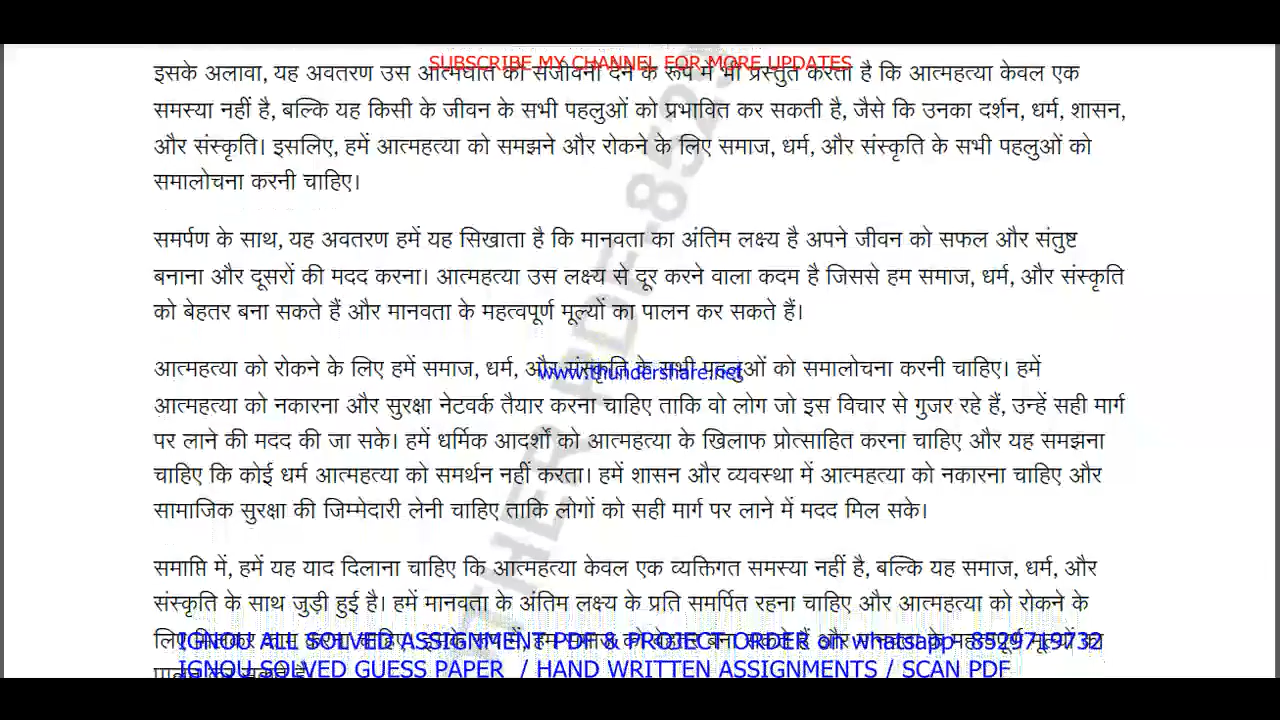 SUBSCRIBE MY CHANNEL FOR MORE UPDATES
इसके अलावा, यह अवतरण उस आत्मघात को संजीवनी देने के रूप में भी प्रस्तुत करता है कि आत्महत्या केवल एक
समस्या नहीं है, बल्कि यह किसी के जीवन के सभी पहलुओं को प्रभावित कर सकती है, जैसे कि उनका दर्शन, धर्म, शासन,
और संस्कृति। इसलिए, हमें आत्महत्या को समझने और रोकने के लिए समाज, धर्म, और संस्कृति के सभी पहलुओं को
समालोचना करनी चाहिए।
समर्पण के साथ, यह अवतरण हमें यह सिखाता है कि मानवता का अंतिम लक्ष्य है अपने जीवन को सफल और संतुष्ट
बनाना और दूसरों की मदद करना। आत्महत्या उस लक्ष्य से दूर करने वाला कदम है जिससे हम समाज, धर्म, और संस्कृति
को बेहतर बना सकते हैं और मानवता के महत्वपूर्ण मूल्यों का पालन कर सकते हैं।
आत्महत्या को रोकने के लिए हमें समाज, धर्म, और संस्कृति के सभी पहलुओं को समालोचना करनी चाहिए। हमें
www.thundershare.net
आत्महत्या को नकारना और सुरक्षा नेटवर्क तैयार करना चाहिए ताकि वो लोग जो इस विचार से गुजर रहे हैं, उन्हें सही मार्ग
पर लाने की मदद की जा सके। हमें धर्मिक आदर्शों को आत्महत्या के खिलाफ प्रोत्साहित करना चाहिए और यह समझना
चाहिए कि कोई धर्म आत्महत्या को समर्थन नहीं करता। हमें शासन और व्यवस्था में आत्महत्या को नकारना चाहिए और
सामाजिक सुरक्षा की जिम्मेदारी लेनी चाहिए ताकि लोगों को सही मार्ग पर लाने में मदद मिल सके।
समाप्ति में, हमें यह याद दिलाना चाहिए कि आत्महत्या केवल एक व्यक्तिगत समस्या नहीं है, बल्कि यह समाज, धर्म, और
संस्कृति के साथ जुड़ी हुई है। हमें मानवता के अंतिम लक्ष्य के प्रति समर्पित रहना चाहिए और आत्महत्या को रोकने के
IGNOU ALL SOLVED ASSIGNMENT PDF & PROJECT ORDER on whatsapp- 8529719732
IGNOU SOLVED GUESS PAPER / HAND WRITTEN ASSIGNMENTS / SCAN PDF